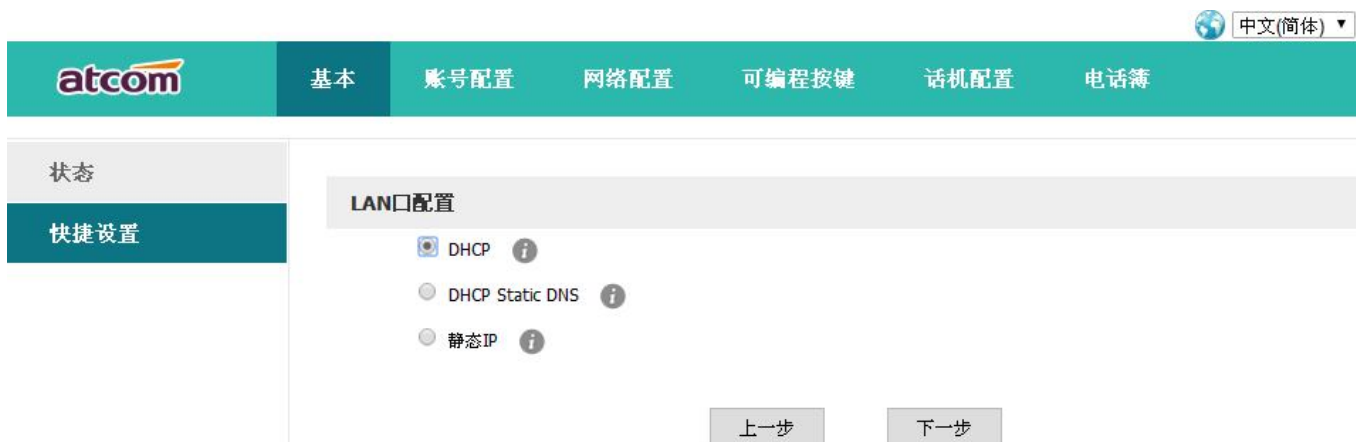 中文(简体)
atcom 基本 账号配置 网络配置 可编程按键 话机配置 电话簿
状态
快捷设置
LAN口配置
DHCP
DHCP Static DNS
静态IP
上一步 下一步